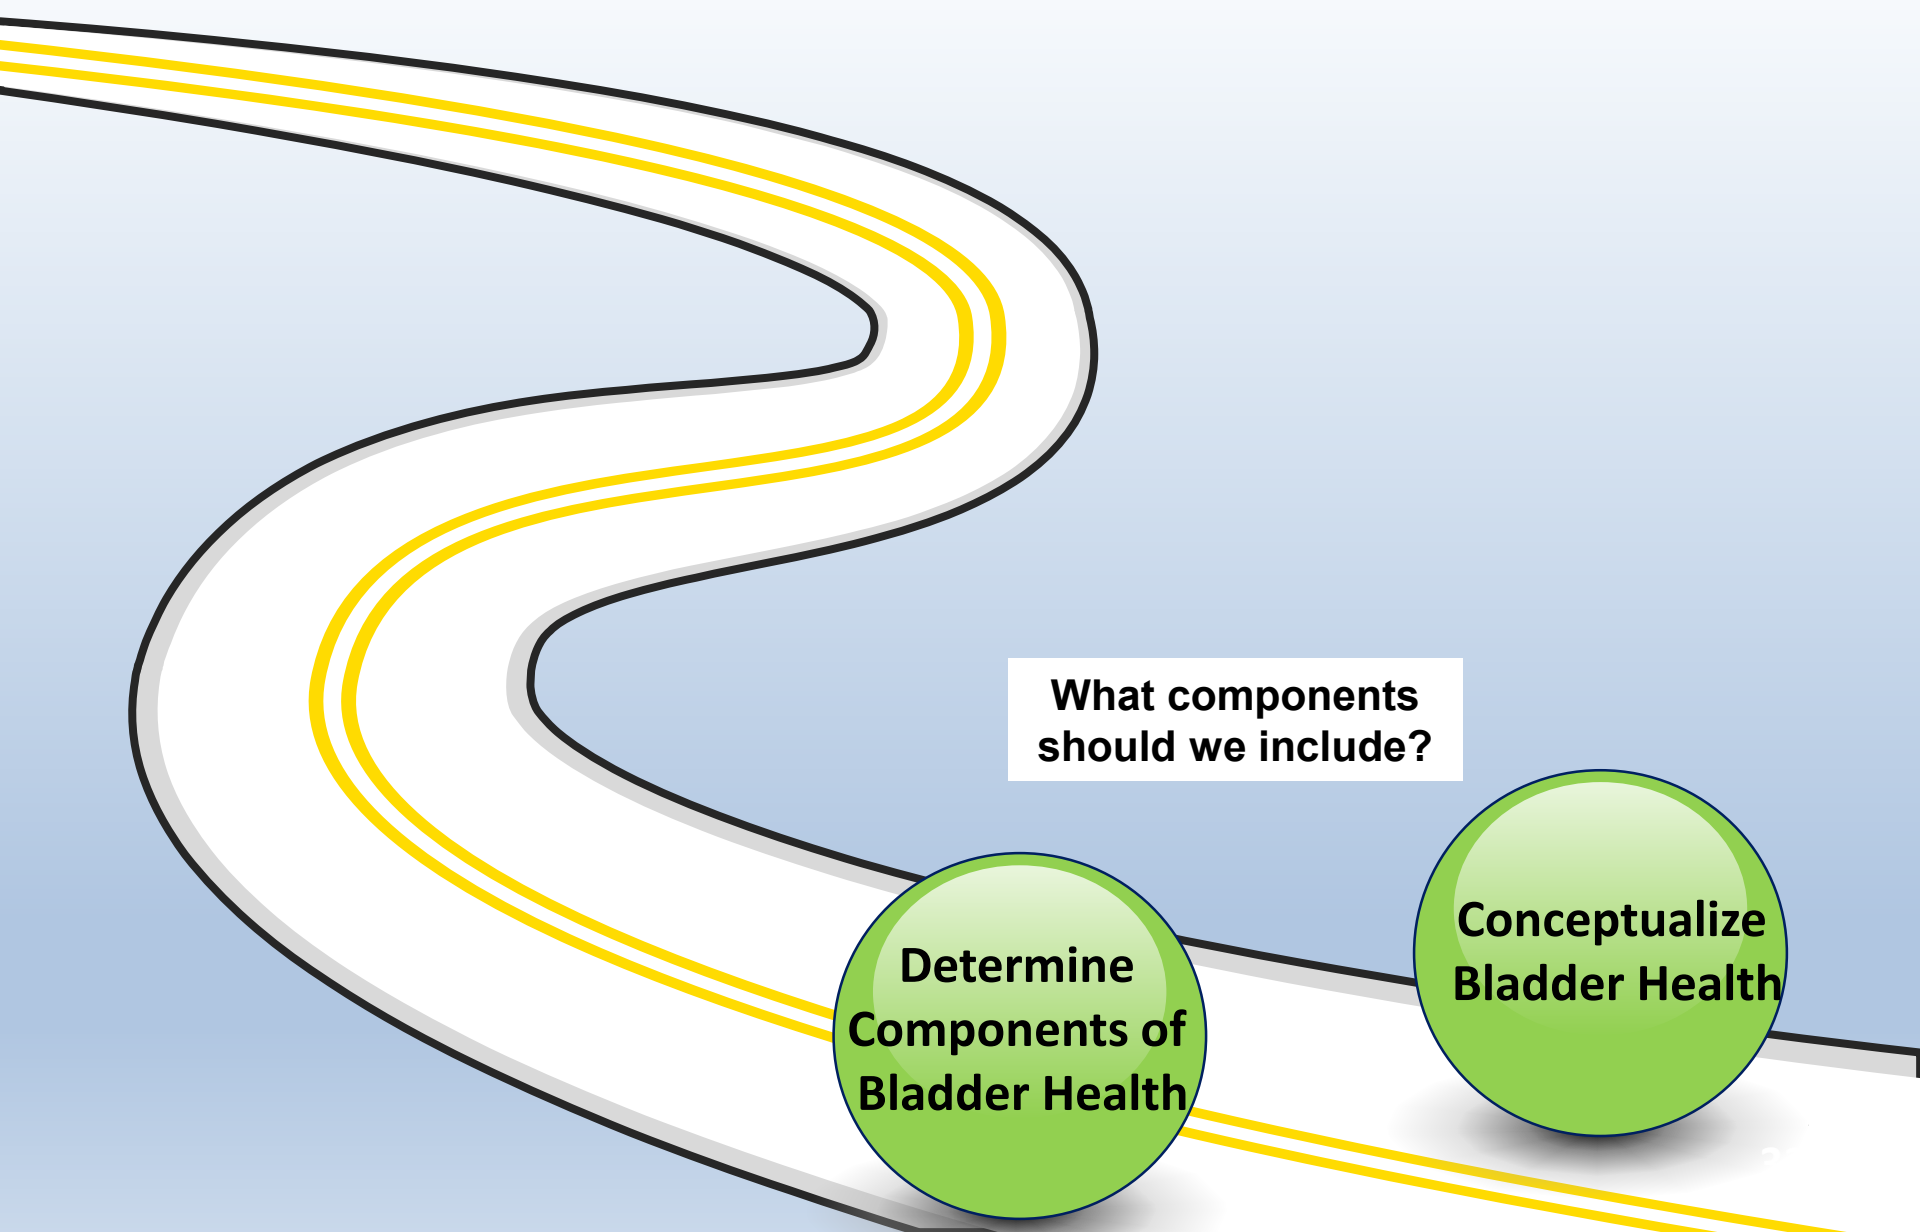 What components
should we include?
Conceptualize
Bladder Health
Determine
Components of
Bladder Health